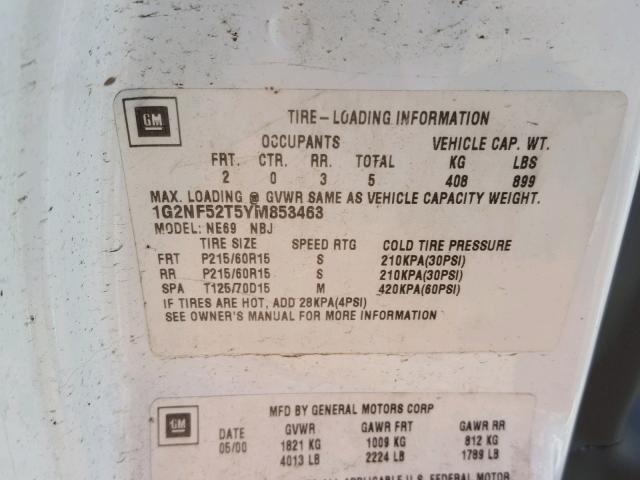 GM
TIRE-LOADING INFORMATION
OCCUPANTS VEHICLE CAP. WT.
FRT. CTR. RR. TOTAL KG LBS
2 0 3 5 408 899
MAX. LOADING @ GVWR SAME AS VEHICLE CAPACITY WEIGHT.
1G2NF52T5YM853463
MODEL: NE69 NBJ
TIRE SIZE SPEED RTG COLD TIRE PRESSURE
FRT P215/60R15 S 210KPA(30PSI)
RR P215/60R15 S 210KPA(30PSI)
SPA T125/70D15 M 420KPA(60PSI)
IF TIRES ARE HOT, ADD 28KPA(4PSI)
SEE OWNER'S MANUAL FOR MORE INFORMATION
GM
MFD BY GENERAL MOTORS CORP
DATE GVWR GAWR FRT GAWR RR
05/00 1821 KG 1009 KG 812 KG
4013 LB 2224 LB 1789 LB
APPLICABLE U.S. FEDERAL MOTOR